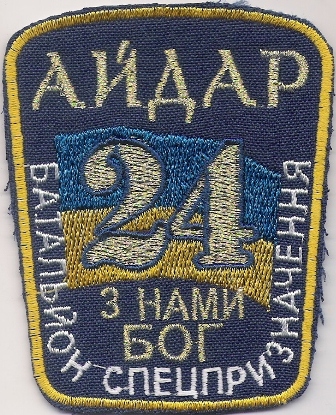 АЙДАР
24
З НАМИ
БОГ
БАТАЛЬЙОН СПЕЦПРИЗНАЧЕННЯ